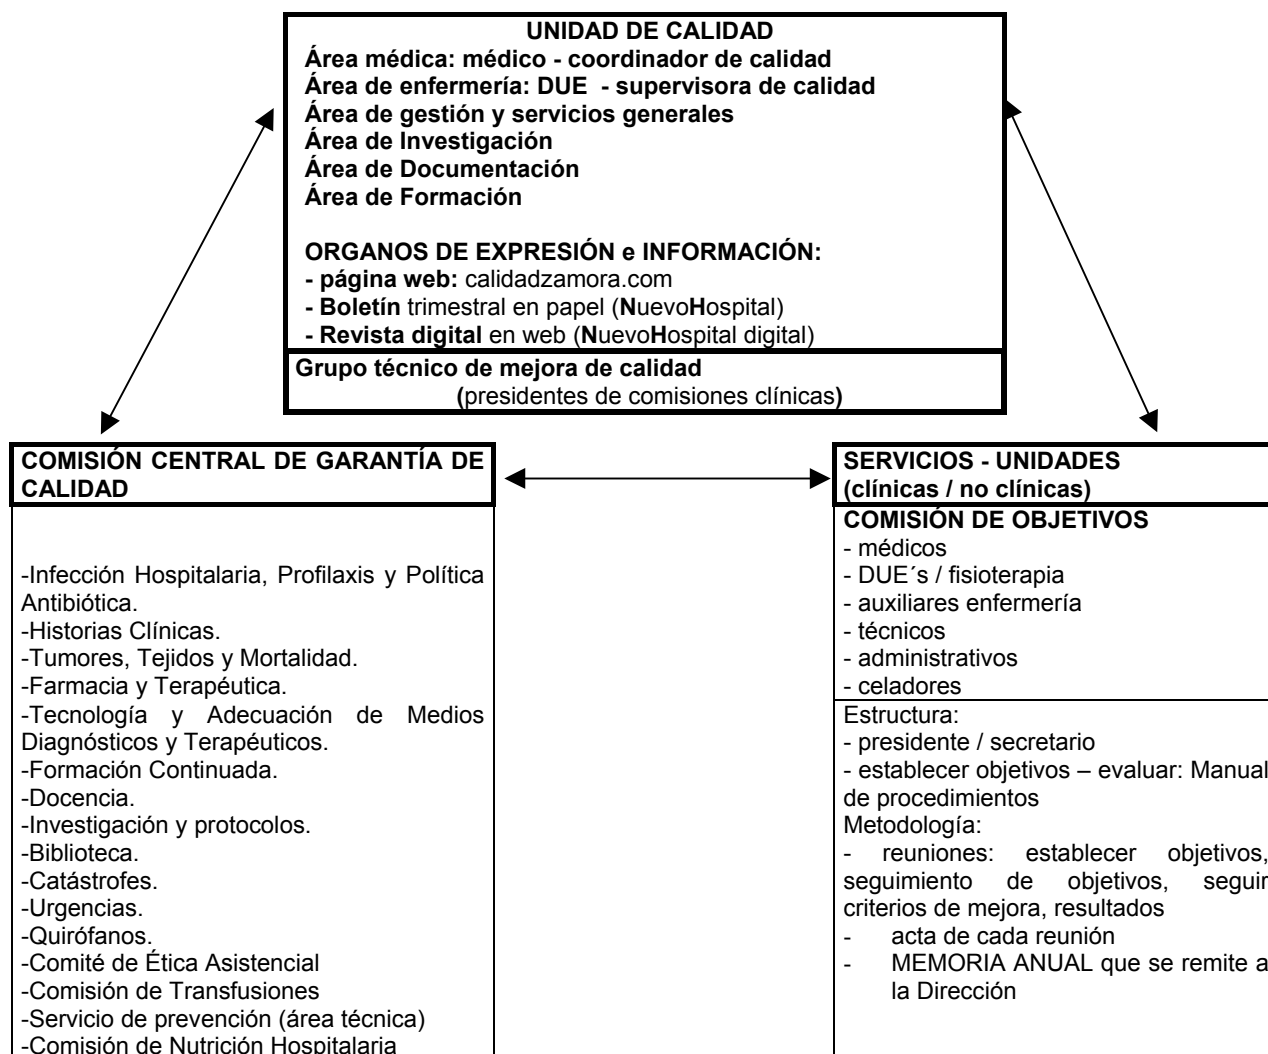 UNIDAD DE CALIDAD
Área médica: médico - coordinador de calidad
Área de enfermería: DUE - supervisora de calidad
Área de gestión y servicios generales
Área de Investigación
Área de Documentación
Área de Formación
ORGANOS DE EXPRESIÓN e INFORMACIÓN:
- página web: calidadzamora.com
- Boletín trimestral en papel (NuevoHospital)
- Revista digital en web (NuevoHospital digital)
Grupo técnico de mejora de calidad
(presidentes de comisiones clínicas)
COMISIÓN CENTRAL DE GARANTÍA DE
CALIDAD
-Infección Hospitalaria, Profilaxis y Política
Antibiótica.
-Historias Clínicas.
-Tumores, Tejidos y Mortalidad.
-Farmacia y Terapéutica.
-Tecnología y Adecuación de Medios
Diagnósticos y Terapéuticos.
-Formación Continuada.
-Docencia.
-Investigación y protocolos.
-Biblioteca.
-Catástrofes.
-Urgencias.
-Quirófanos.
-Comité de Ética Asistencial
-Comisión de Transfusiones
-Servicio de prevención (área técnica)
-Comisión de Nutrición Hospitalaria
SERVICIOS - UNIDADES
(clínicas / no clínicas)
COMISIÓN DE OBJETIVOS
- médicos
- DUE´s / fisioterapia
- auxiliares enfermería
- técnicos
- administrativos
- celadores
Estructura:
- presidente / secretario
- establecer objetivos – evaluar: Manual
de procedimientos
Metodología:
- reuniones: establecer objetivos,
seguimiento de objetivos, seguir
criterios de mejora, resultados
- acta de cada reunión
- MEMORIA ANUAL que se remite a
la Dirección